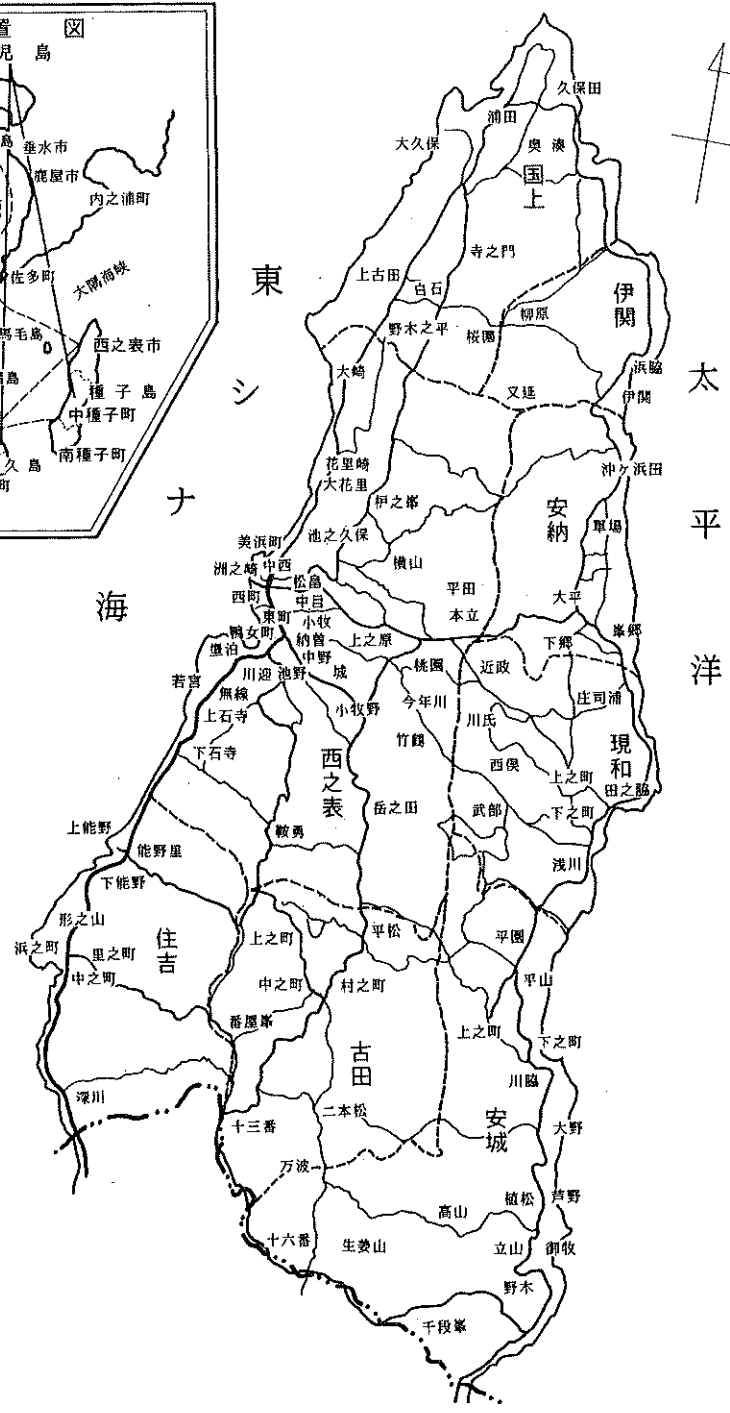 置図
児島
島
垂水市
鹿屋市
内之浦町
佐多町
大隅海峡
馬毛島
西之表市
島
種子島
中種子町
久島
南種子町
町
東シナ海
太平洋
久保田
浦田
大久保
奥湊
国上
寺之門
上古田
白石
伊関
柳原
野木之平
桜園
大崎
浜脇
又延
伊関
花里崎
沖ヶ浜田
大花里
伊之峯
安納
軍場
美浜町
池之久保
洲之崎
中西
横山
松畠
西町
中目
平田
大平
東町
小牧
本立
鴨女町
納曽
上之原
下郷
峯郷
塰泊
中野
桃園
近政
若宮
川迎
池野
城
無線
今年川
庄司浦
上石寺
小牧野
川氏
竹鶴
現和
下石寺
西之表
西俣
上之町
田之脇
岳之田
武部
下之町
上能野
鞍勇
能野里
浅川
下能野
形之山
上之町
平松
平園
浜之町
里之町
住吉
中之町
中之町
村之町
平山
番屋峯
上之町
下之町
古田
川脇
深川
十三番
二本松
安城
大野
万波
植松
芦野
高山
十六番
生姜山
立山
御牧
野木
千段峯